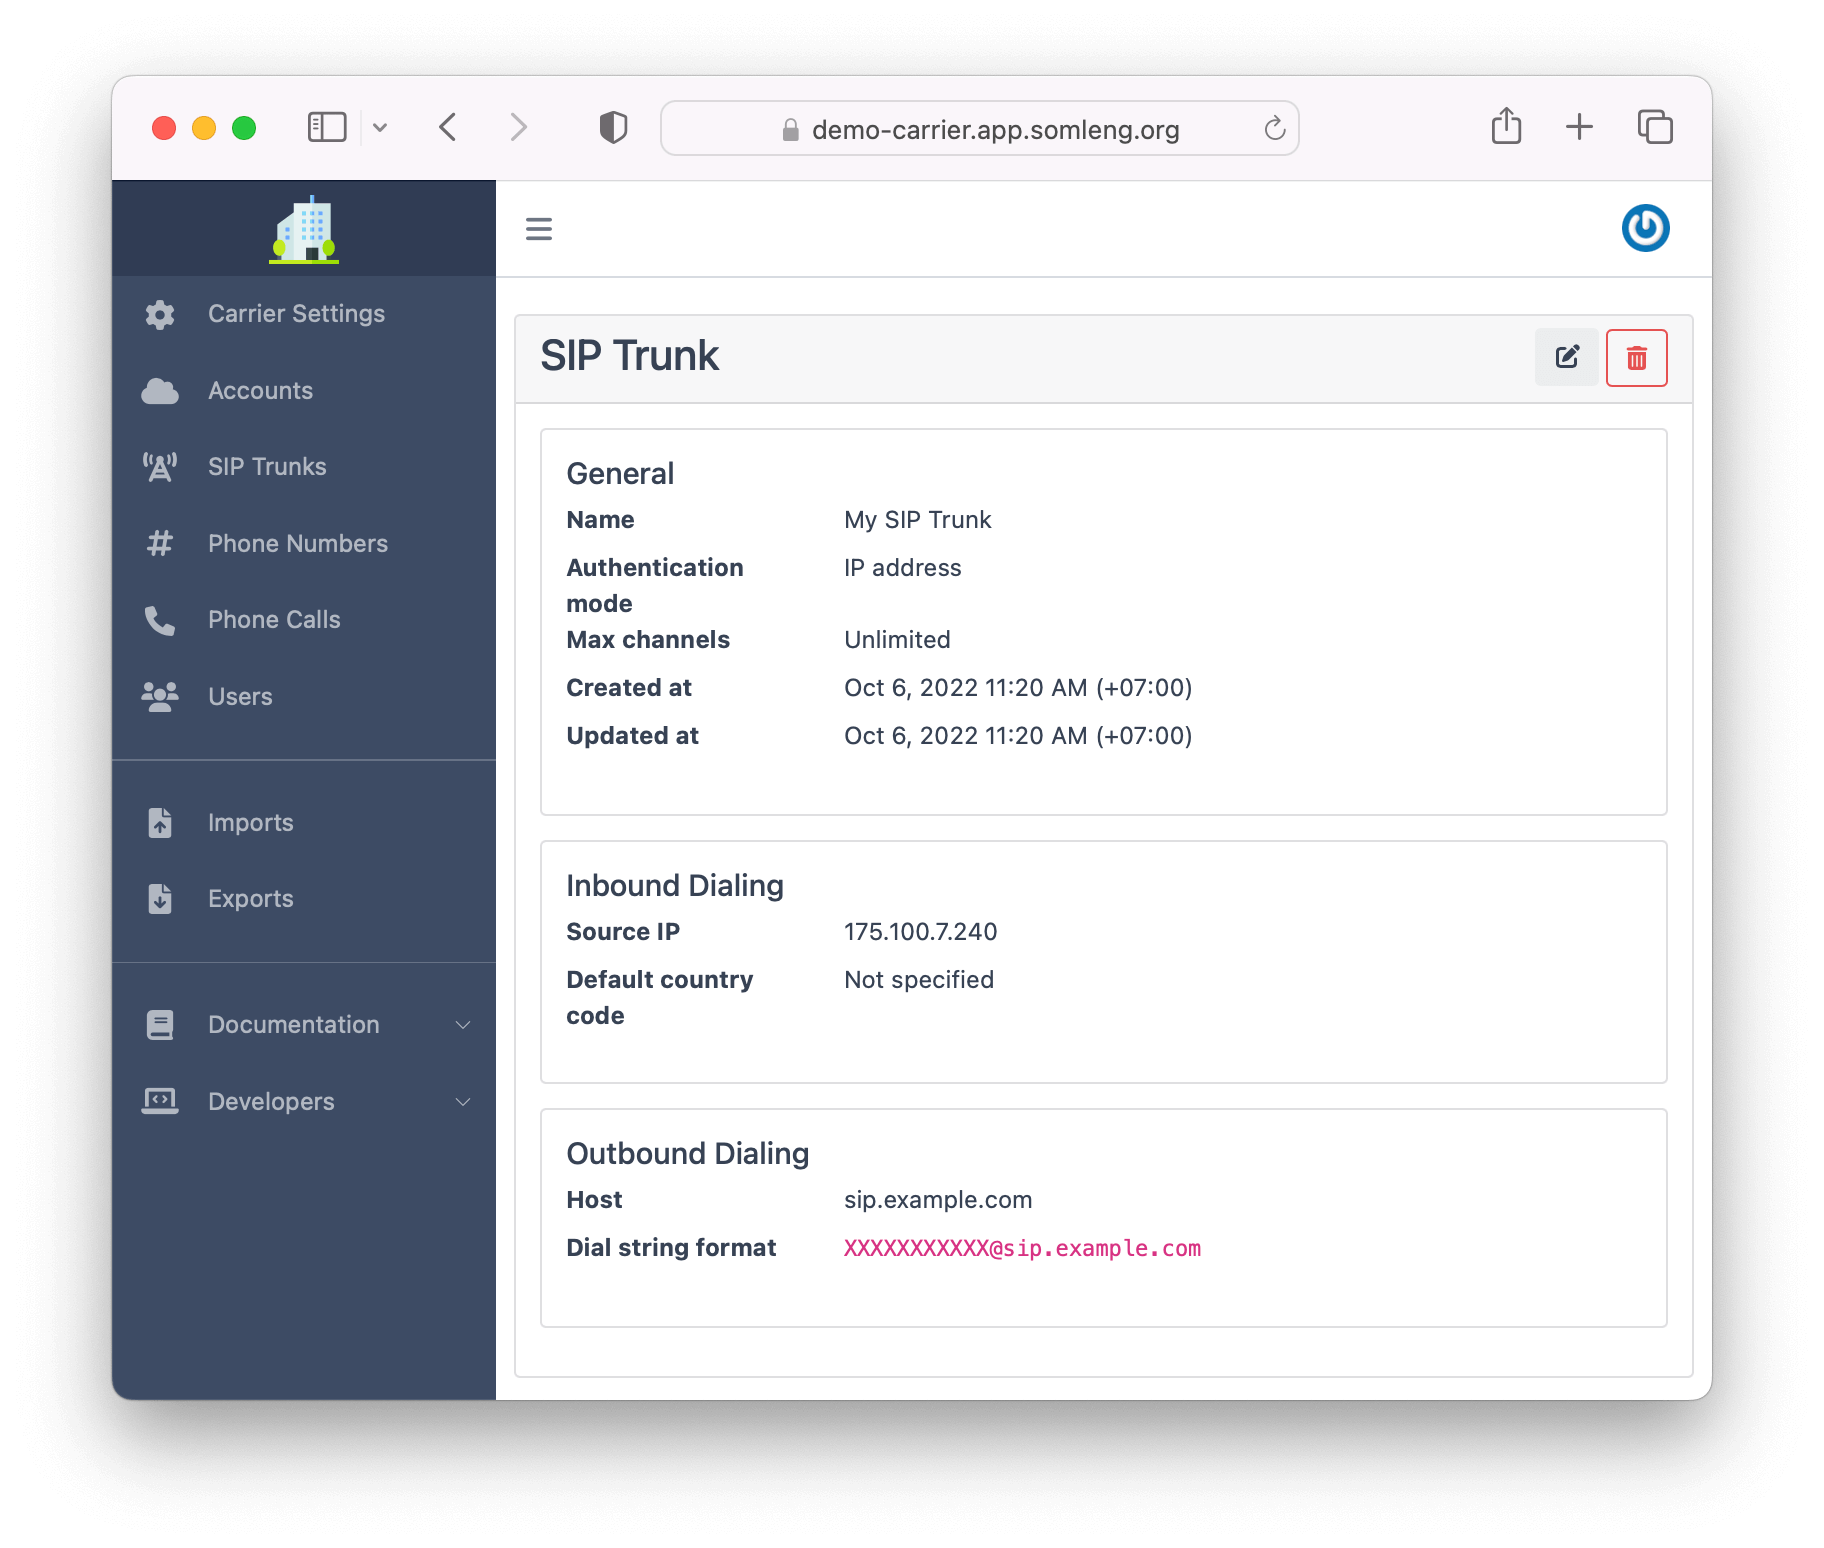 demo-carrier.app.somleng.org
Carrier Settings
Accounts
SIP Trunks
Phone Numbers
Phone Calls
Users
Imports
Exports
Documentation
Developers
SIP Trunk
General
Name My SIP Trunk
Authentication mode IP address
Max channels Unlimited
Created at Oct 6, 2022 11:20 AM (+07:00)
Updated at Oct 6, 2022 11:20 AM (+07:00)
Inbound Dialing
Source IP 175.100.7.240
Default country code Not specified
Outbound Dialing
Host sip.example.com
Dial string format XXXXXXXXXXX@sip.example.com